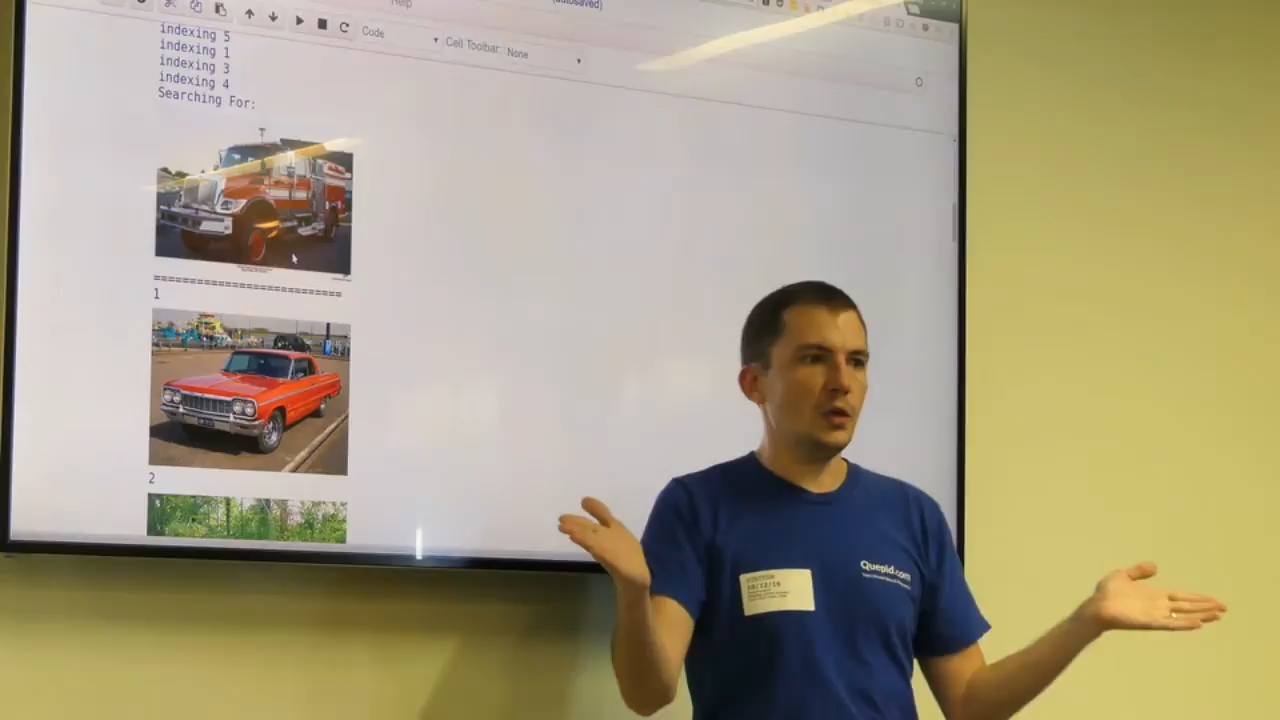 Help
(autosaved)
Code
Cell Toolbar: None
indexing 5
indexing 1
indexing 3
indexing 4
Searching For:
==============================
1
2
Quepid.com
VISITOR